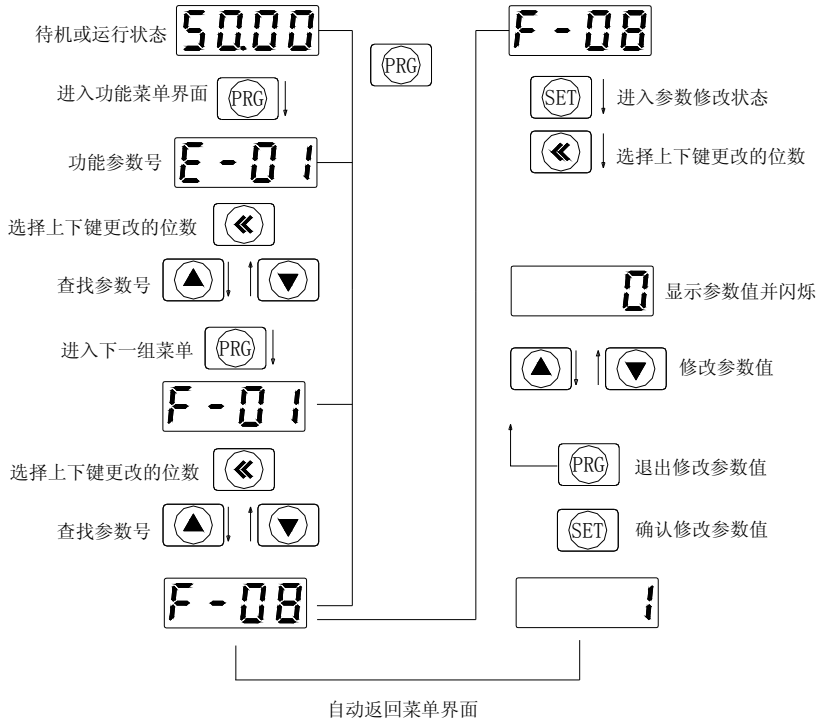 待机或运行状态 50.00
PRG
进入功能菜单界面 PRG
功能参数号 E-01
选择上下键更改的位数
查找参数号
进入下一组菜单 PRG
F-01
选择上下键更改的位数
查找参数号
F-08
F-08
SET 进入参数修改状态
选择上下键更改的位数
0 显示参数值并闪烁
修改参数值
PRG 退出修改参数值
SET 确认修改参数值
1
自动返回菜单界面